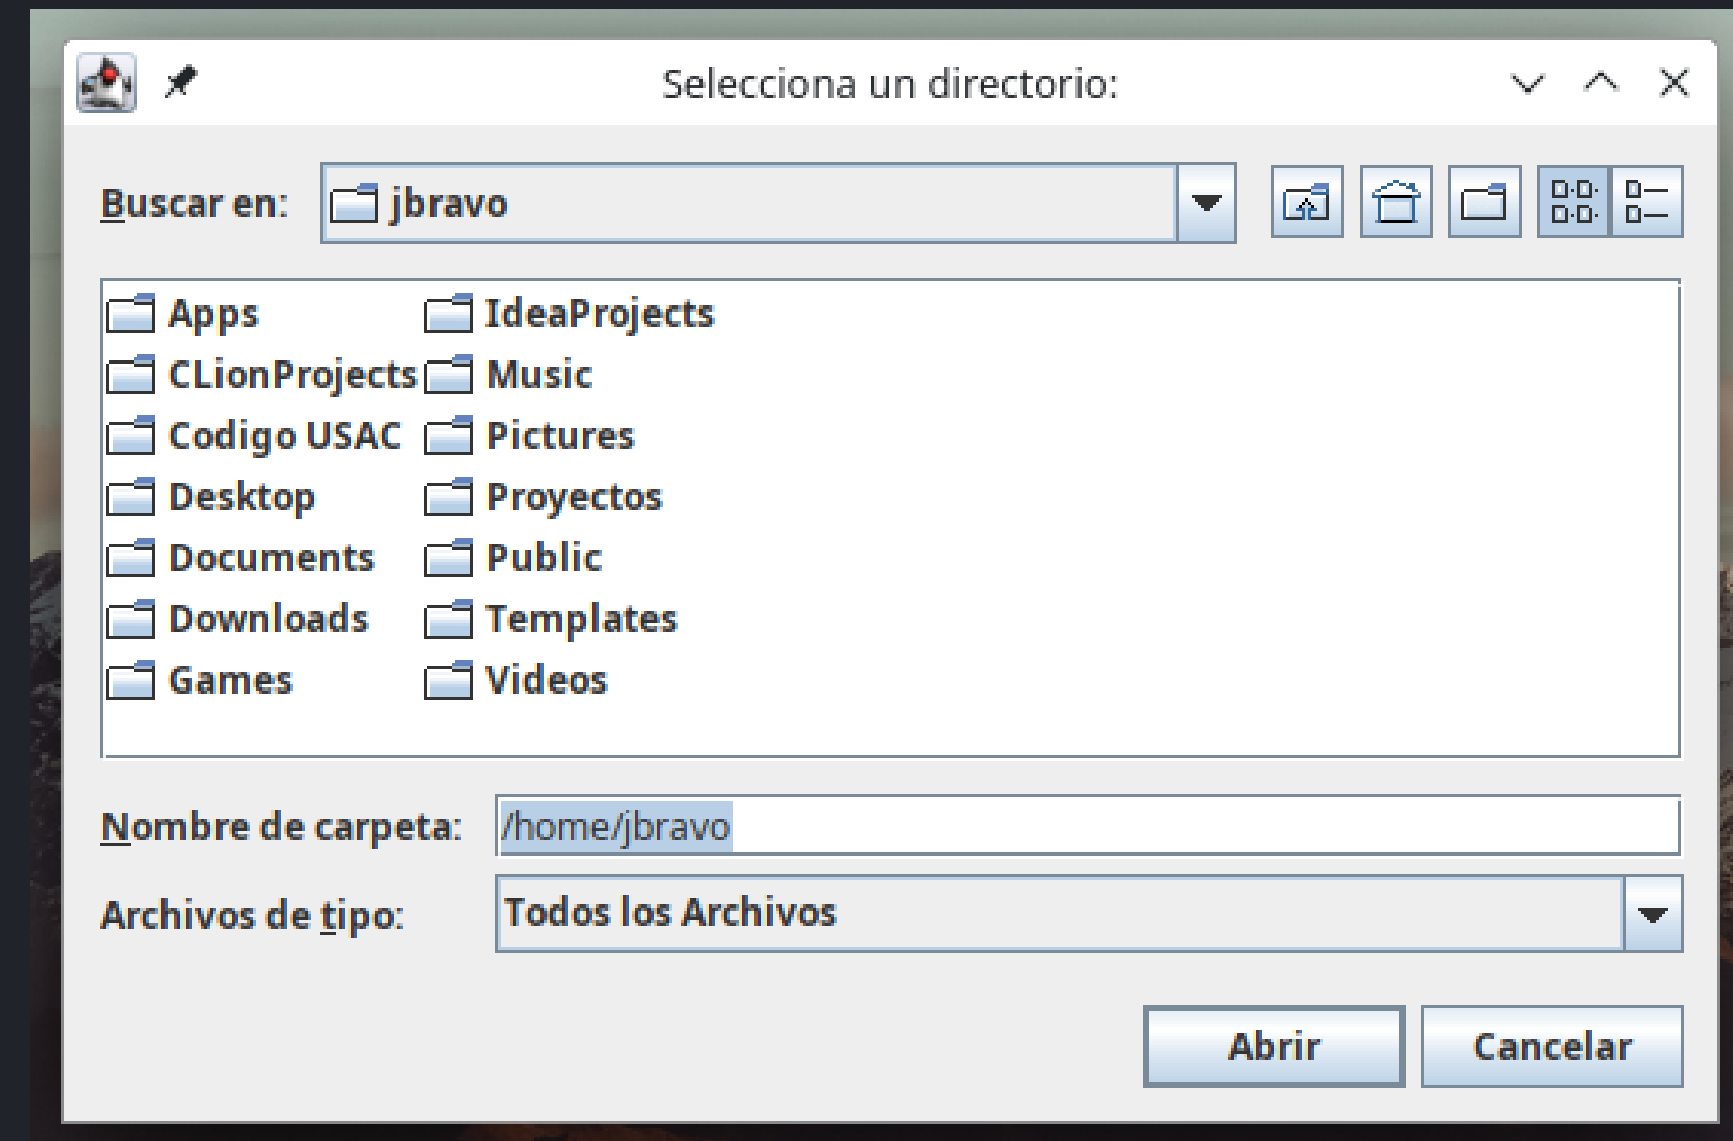 Selecciona un directorio:
Buscar en: jbravo
Apps
CLionProjects
Codigo USAC
Desktop
Documents
Downloads
Games
IdeaProjects
Music
Pictures
Proyectos
Public
Templates
Videos
Nombre de carpeta: /home/jbravo
Archivos de tipo: Todos los Archivos
Abrir Cancelar